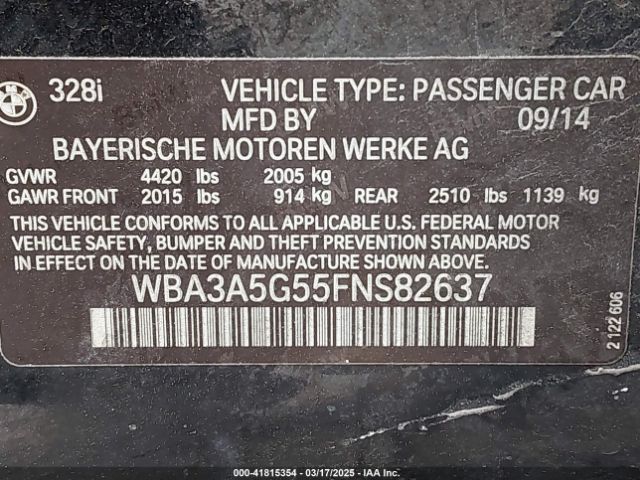 328i VEHICLE TYPE: PASSENGER CAR
MFD BY 09/14
BAYERISCHE MOTOREN WERKE AG
GVWR 4420 lbs 2005 kg
GAWR FRONT 2015 lbs 914 kg REAR 2510 lbs 1139 kg
THIS VEHICLE CONFORMS TO ALL APPLICABLE U.S. FEDERAL MOTOR
VEHICLE SAFETY, BUMPER AND THEFT PREVENTION STANDARDS
IN EFFECT ON THE DATE OF MANUFACTURE SHOWN ABOVE.
WBA3A5G55FNS82637
2 122 606
000-41815354 - 03/17/2025 - IAA Inc.